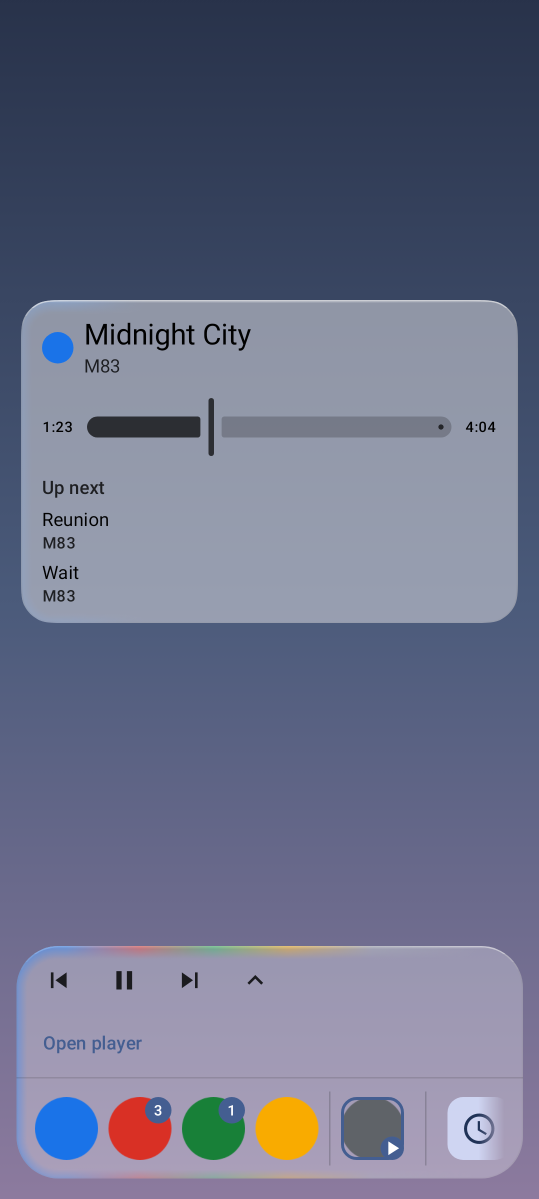 Midnight City
M83
1:23 4:04
Up next
Reunion
M83
Wait
M83
Open player
3 1